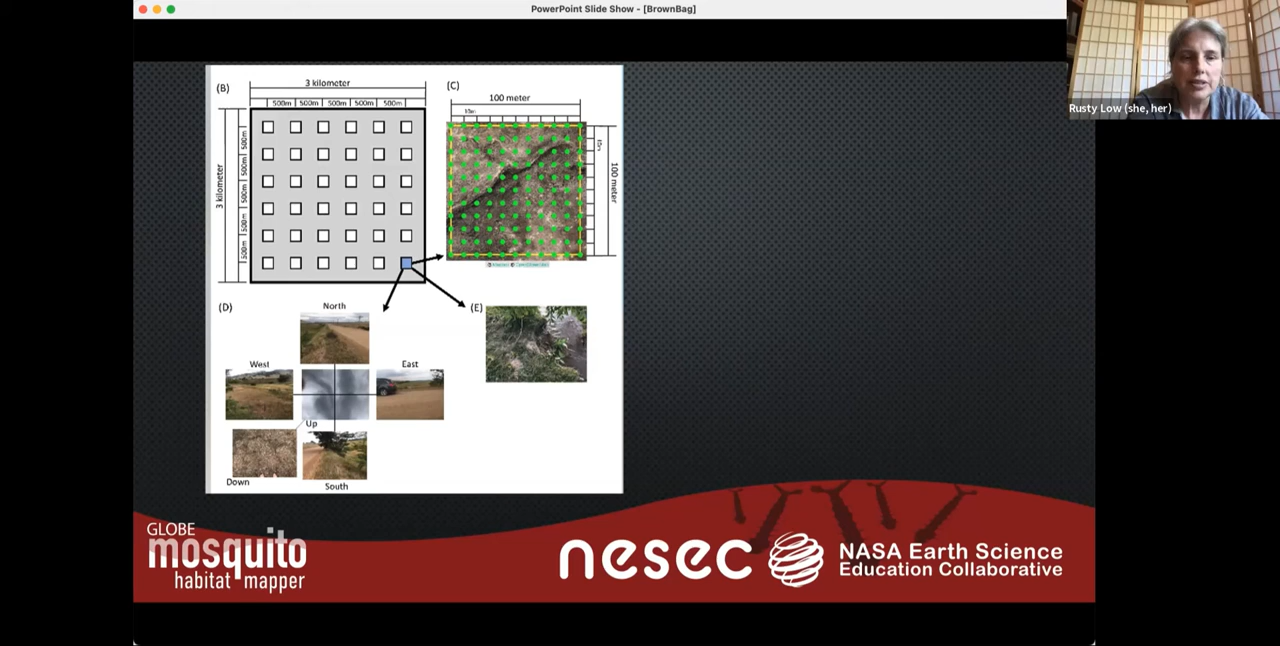 PowerPoint Slide Show - [BrownBag]
Rusty Low (she, her)
(B)
3 kilometer
500m 500m 500m 500m 500m
3 kilometer
500m 500m 500m 500m 500m
(C)
100 meter
100 meter
(D)
North
West
East
Up
Down
South
(E)
GLOBE
mosquito
habitat mapper
nesec
NASA Earth Science
Education Collaborative